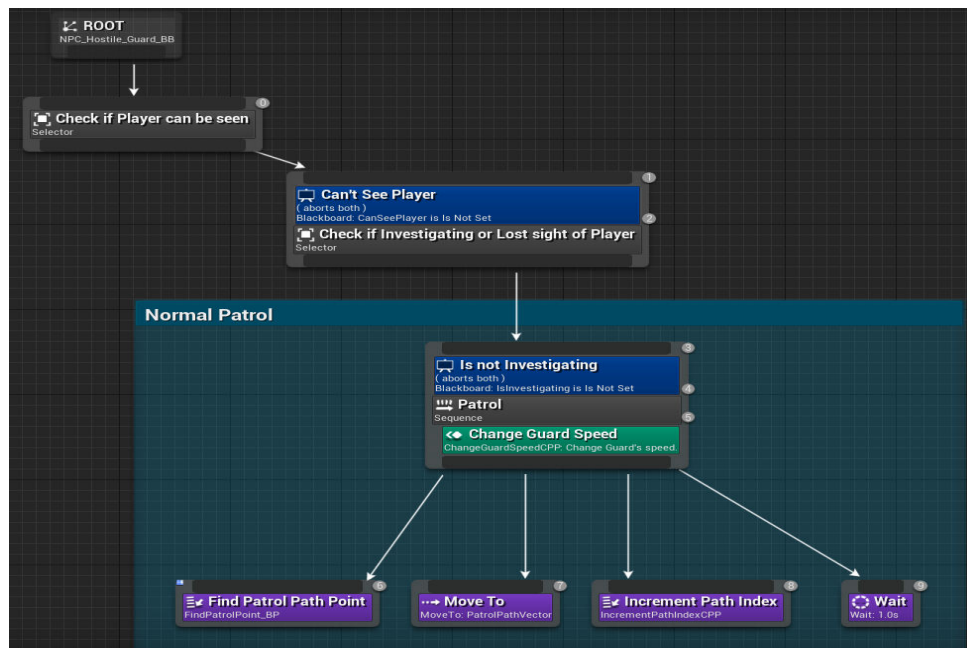 ROOT
NPC_Hostile_Guard_BB
0
Check if Player can be seen
Selector
1
Can't See Player
( aborts both )
Blackboard: CanSeePlayer is Is Not Set
2
Check if Investigating or Lost sight of Player
Selector
Normal Patrol
3
Is not Investigating
( aborts both )
Blackboard: IsInvestigating is Is Not Set
4
Patrol
Sequence
5
Change Guard Speed
ChangeGuardSpeedCPP: Change Guard's speed.
6
Find Patrol Path Point
FindPatrolPoint_BP
7
Move To
MoveTo: PatrolPathVector
8
Increment Path Index
IncrementPathIndexCPP
9
Wait
Wait: 1.0s